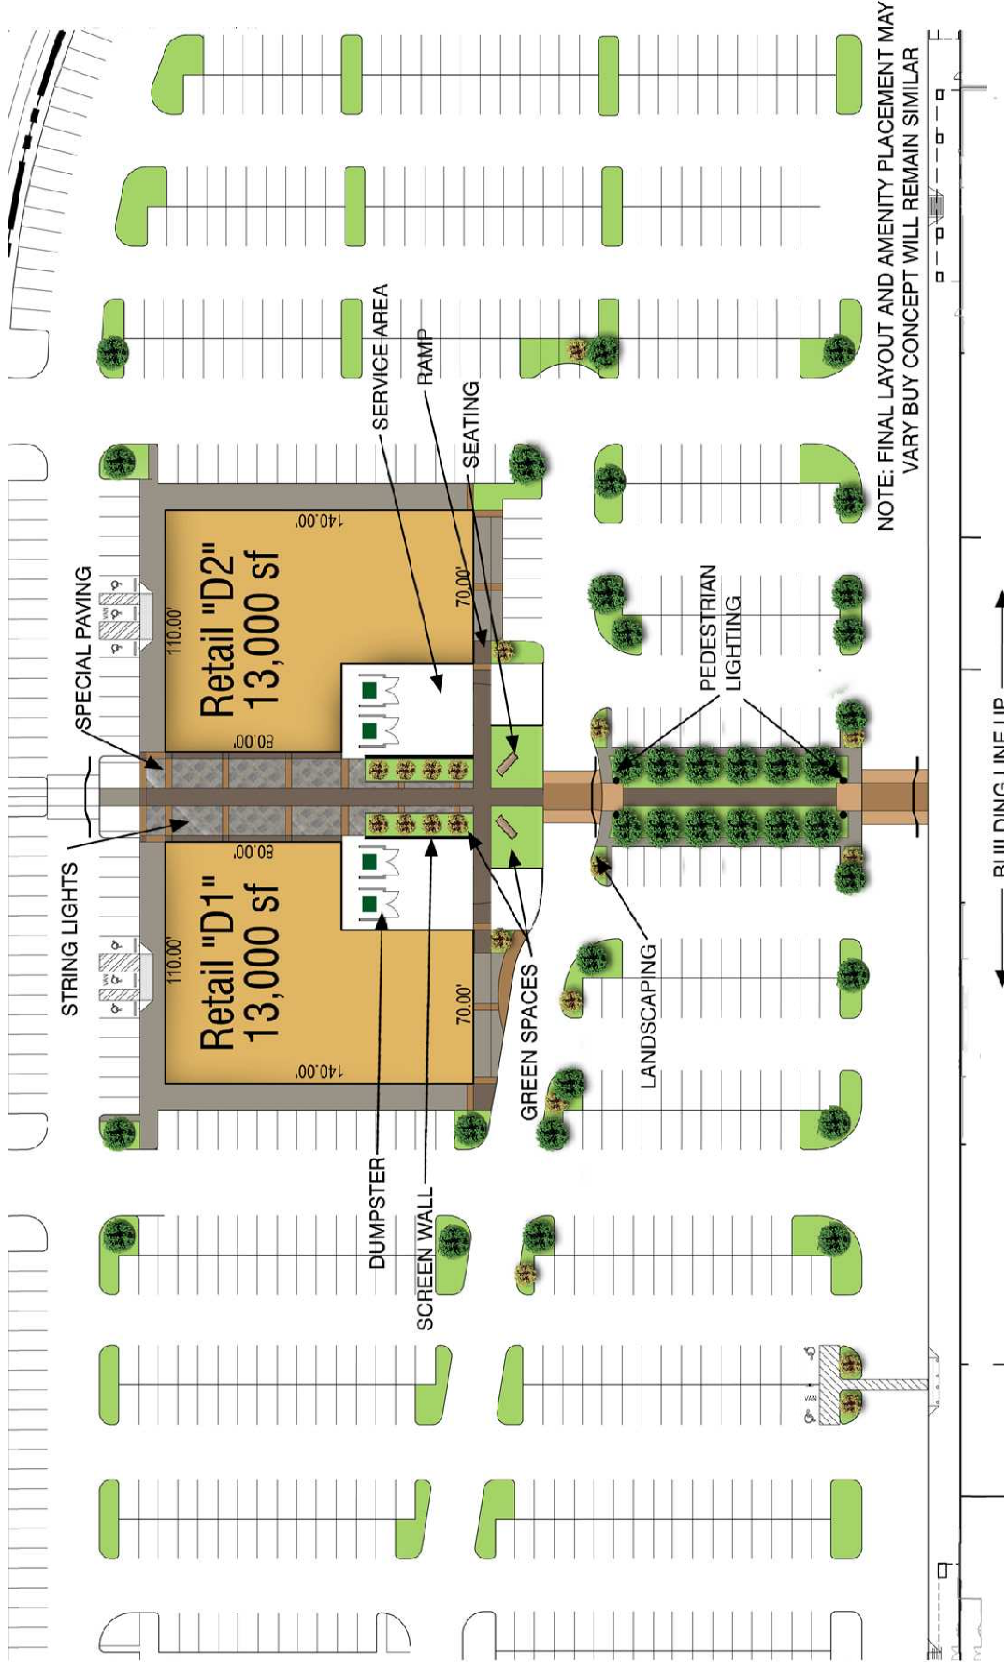 NOTE: FINAL LAYOUT AND AMENITY PLACEMENT MAY
VARY BUY CONCEPT WILL REMAIN SIMILAR
STRING LIGHTS
SPECIAL PAVING
VAN
VAN
110.00'
110.00'
Retail "D1"
13,000 sf
Retail "D2"
13,000 sf
80.00'
80.00'
140.00'
140.00'
70.00'
70.00'
DUMPSTER
SERVICE AREA
SCREEN WALL
RAMP
SEATING
GREEN SPACES
LANDSCAPING
PEDESTRIAN
LIGHTING
VAN
BUILDING LINE UP